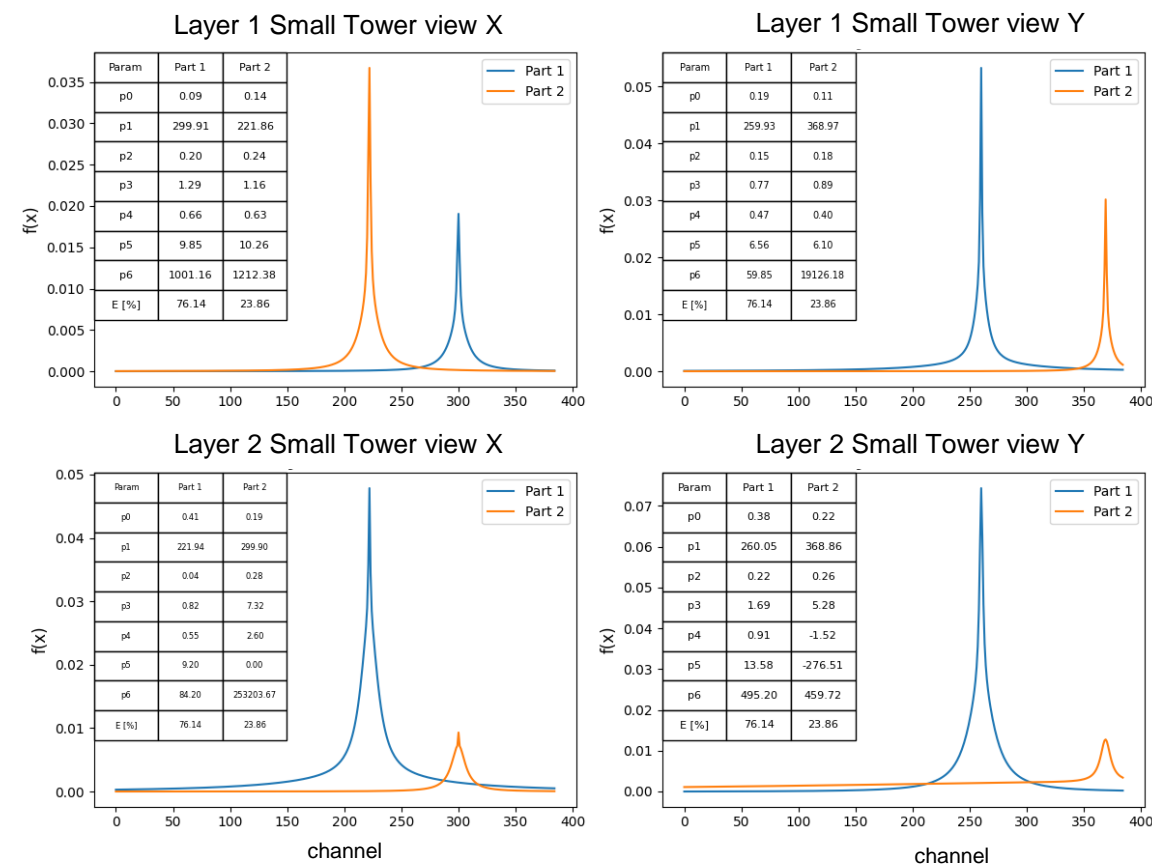 Layer 1 Small Tower view X
Param Part 1 Part 2
p0 0.09 0.14
p1 299.91 221.86
p2 0.20 0.24
p3 1.29 1.16
p4 0.66 0.63
p5 9.85 10.26
p6 1001.16 1212.38
E [%] 76.14 23.86
Part 1
Part 2
f(x)
0.035
0.030
0.025
0.020
0.015
0.010
0.005
0.000
0 50 100 150 200 250 300 350 400
Layer 1 Small Tower view Y
Param Part 1 Part 2
p0 0.19 0.11
p1 259.93 368.97
p2 0.15 0.18
p3 0.77 0.89
p4 0.47 0.40
p5 6.56 6.10
p6 59.85 19126.18
E [%] 76.14 23.86
Part 1
Part 2
f(x)
0.05
0.04
0.03
0.02
0.01
0.00
0 50 100 150 200 250 300 350 400
Layer 2 Small Tower view X
Param Part 1 Part 2
p0 0.41 0.19
p1 221.94 299.90
p2 0.04 0.28
p3 0.82 7.32
p4 0.55 2.60
p5 9.20 0.00
p6 84.20 253203.67
E [%] 76.14 23.86
Part 1
Part 2
f(x)
0.05
0.04
0.03
0.02
0.01
0.00
0 50 100 150 200 250 300 350 400
channel
Layer 2 Small Tower view Y
Param Part 1 Part 2
p0 0.38 0.22
p1 260.05 368.86
p2 0.22 0.26
p3 1.69 5.28
p4 0.91 -1.52
p5 13.58 -276.51
p6 495.20 459.72
E [%] 76.14 23.86
Part 1
Part 2
f(x)
0.07
0.06
0.05
0.04
0.03
0.02
0.01
0.00
0 50 100 150 200 250 300 350 400
channel